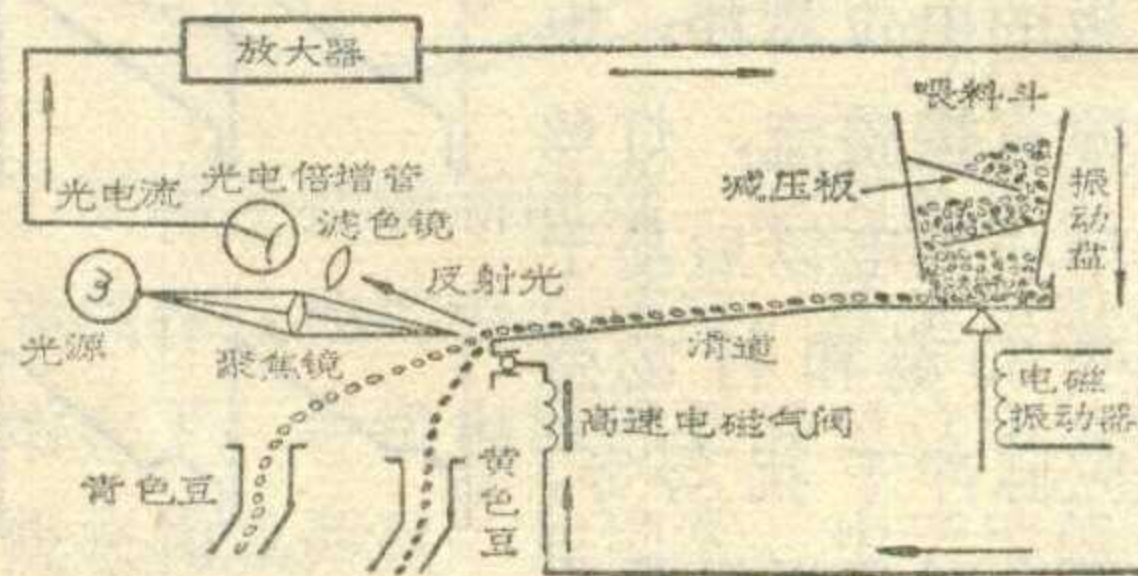 放大器
喂料斗
光电流
光电倍增管
滤色镜
减压板
振动盘
反射光
光源
聚焦镜
滑道
电磁
振动器
高速电磁气阀
青色豆
黄色豆